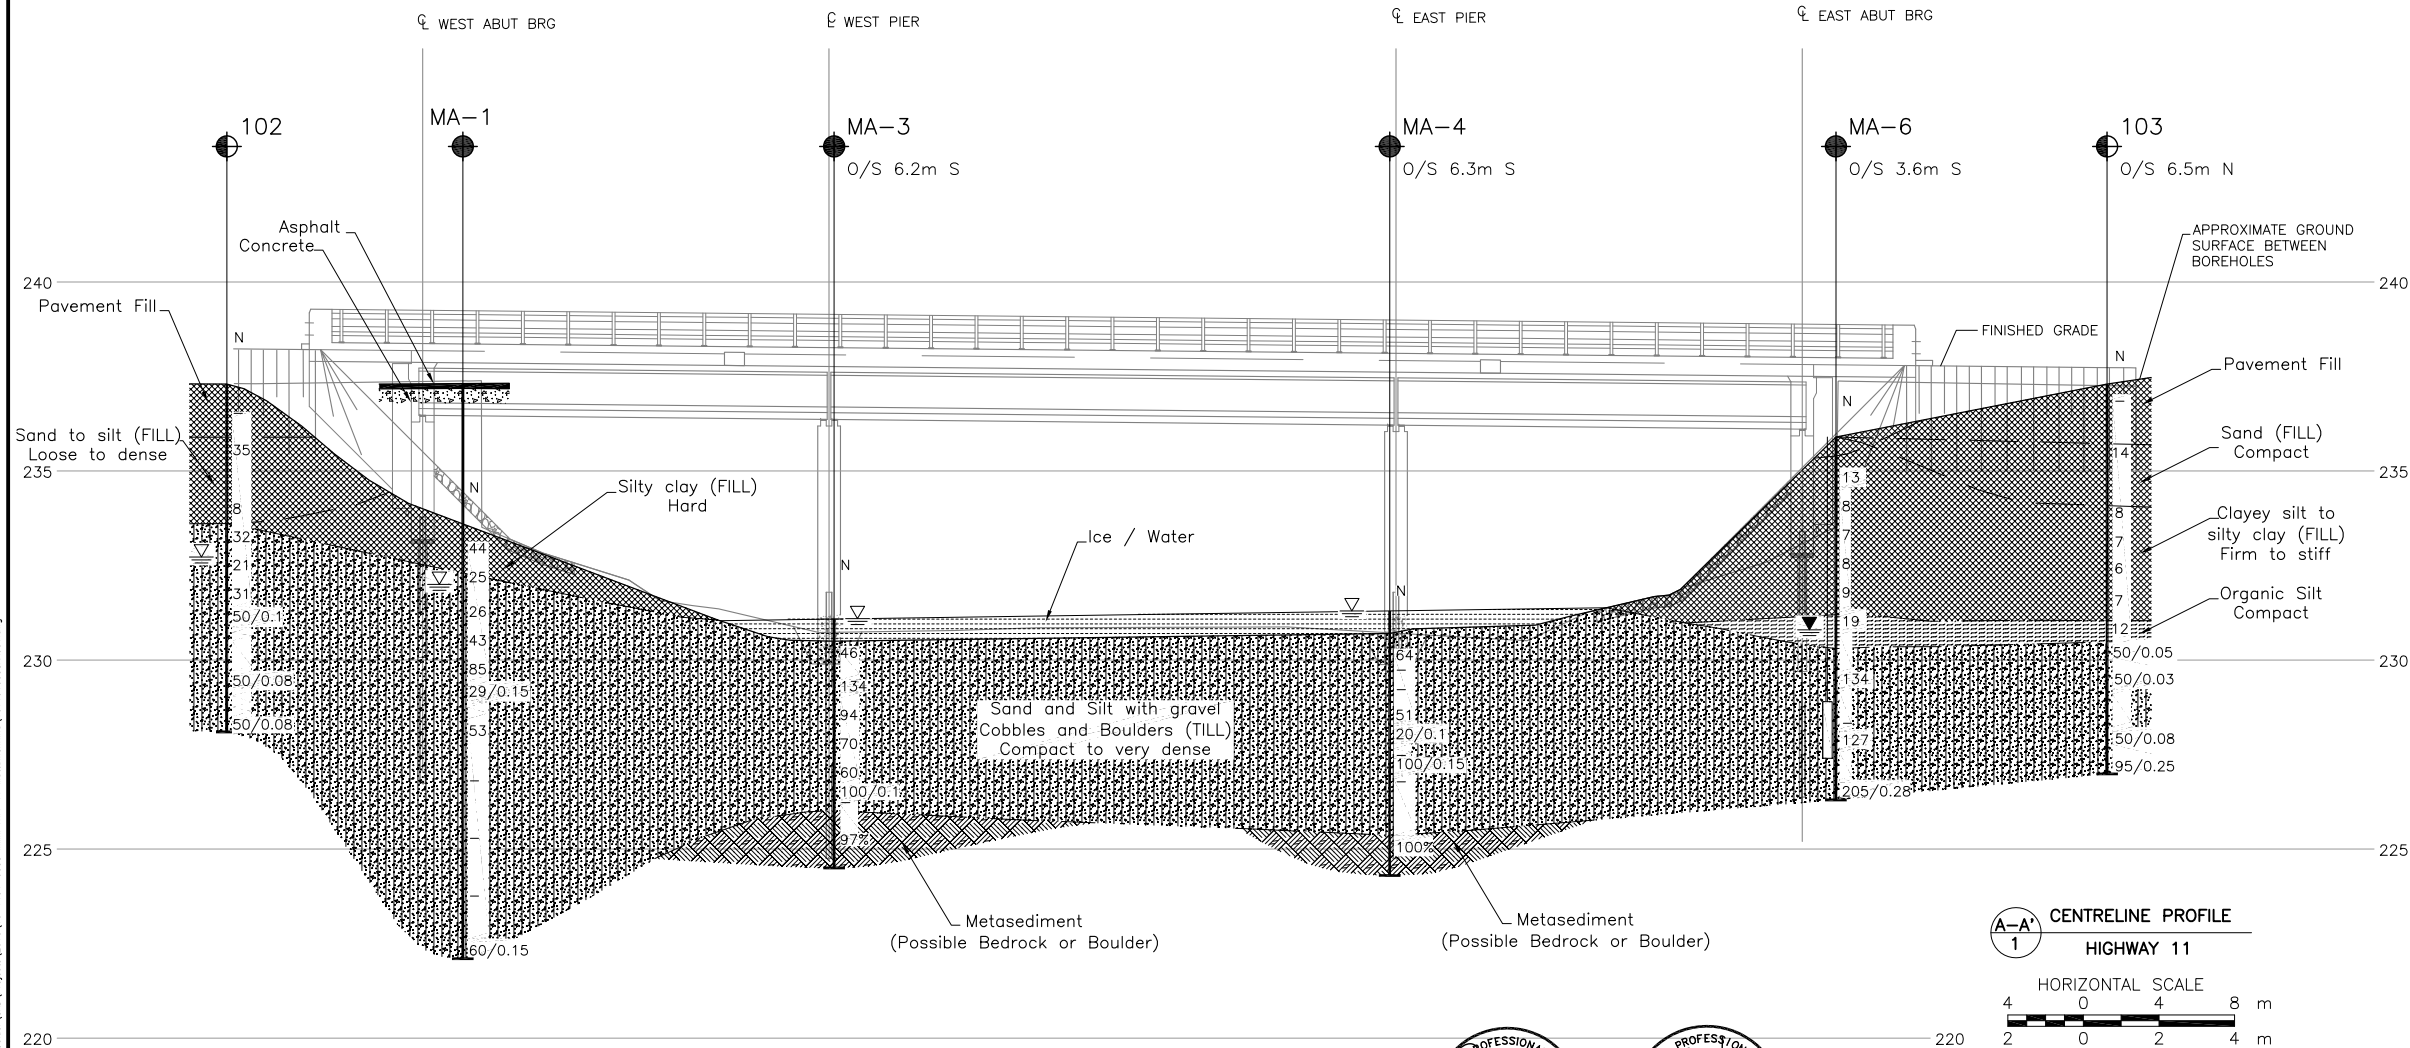 ℄ WEST ABUT BRG
℄ WEST PIER
℄ EAST PIER
℄ EAST ABUT BRG
102
MA-1
MA-3
O/S 6.2m S
MA-4
O/S 6.3m S
MA-6
O/S 3.6m S
103
O/S 6.5m N
Asphalt
Concrete
APPROXIMATE GROUND
SURFACE BETWEEN
BOREHOLES
240
240
Pavement Fill
N
FINISHED GRADE
N
Pavement Fill
N
Sand to silt (FILL)
Loose to dense
Sand (FILL)
Compact
235
235
Silty clay (FILL)
Hard
N
Clayey silt to
silty clay (FILL)
Firm to stiff
Ice / Water
N
N
Organic Silt
Compact
230
230
Sand and Silt with gravel
Cobbles and Boulders (TILL)
Compact to very dense
225
225
35
8
32
21
31
50/0.1
50/0.08
50/0.08
44
25
26
43
85
29/0.15
53
60/0.15
46
134
94
70
60
100/0.1
97%
64
51
20/0.1
100/0.15
100%
13
8
7
8
9
19
134
127
205/0.28
14
8
7
6
7
12
50/0.05
50/0.03
50/0.08
95/0.25
Metasediment
(Possible Bedrock or Boulder)
Metasediment
(Possible Bedrock or Boulder)
A-A'
1
CENTRELINE PROFILE
HIGHWAY 11
HORIZONTAL SCALE
4 0 4 8 m
2 0 2 4 m
220
220
PROFESSIONA
PROFESSION